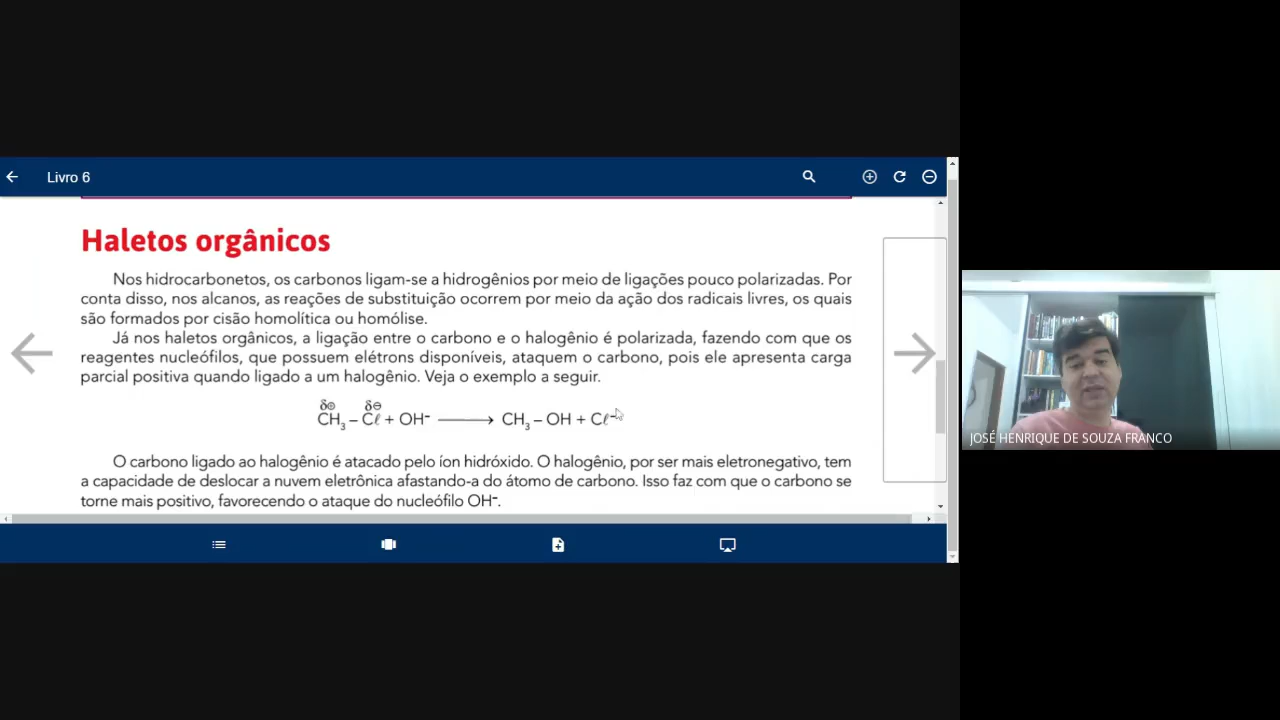 Livro 6
Haletos orgânicos
Nos hidrocarbonetos, os carbonos ligam-se a hidrogênios por meio de ligações pouco polarizadas. Por
conta disso, nos alcanos, as reações de substituição ocorrem por meio da ação dos radicais livres, os quais
são formados por cisão homolítica ou homólise.
Já nos haletos orgânicos, a ligação entre o carbono e o halogênio é polarizada, fazendo com que os
reagentes nucleófilos, que possuem elétrons disponíveis, ataquem o carbono, pois ele apresenta carga
parcial positiva quando ligado a um halogênio. Veja o exemplo a seguir.
δ⊕ δ⊖
CH₃ – Cℓ + OH⁻ ⟶ CH₃ – OH + Cℓ⁻
O carbono ligado ao halogênio é atacado pelo íon hidróxido. O halogênio, por ser mais eletronegativo, tem
a capacidade de deslocar a nuvem eletrônica afastando-a do átomo de carbono. Isso faz com que o carbono se
torne mais positivo, favorecendo o ataque do nucleófilo OH⁻.
JOSÉ HENRIQUE DE SOUZA FRANCO